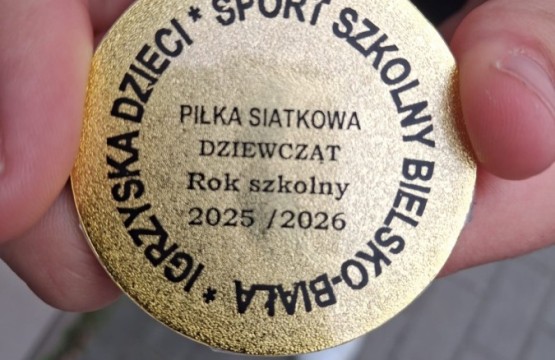 * IGRZYSKA DZIECI * SPORT SZKOLNY BIELSKO-BIAŁA
PIŁKA SIATKOWA
DZIEWCZĄT
Rok szkolny
2025 /2026